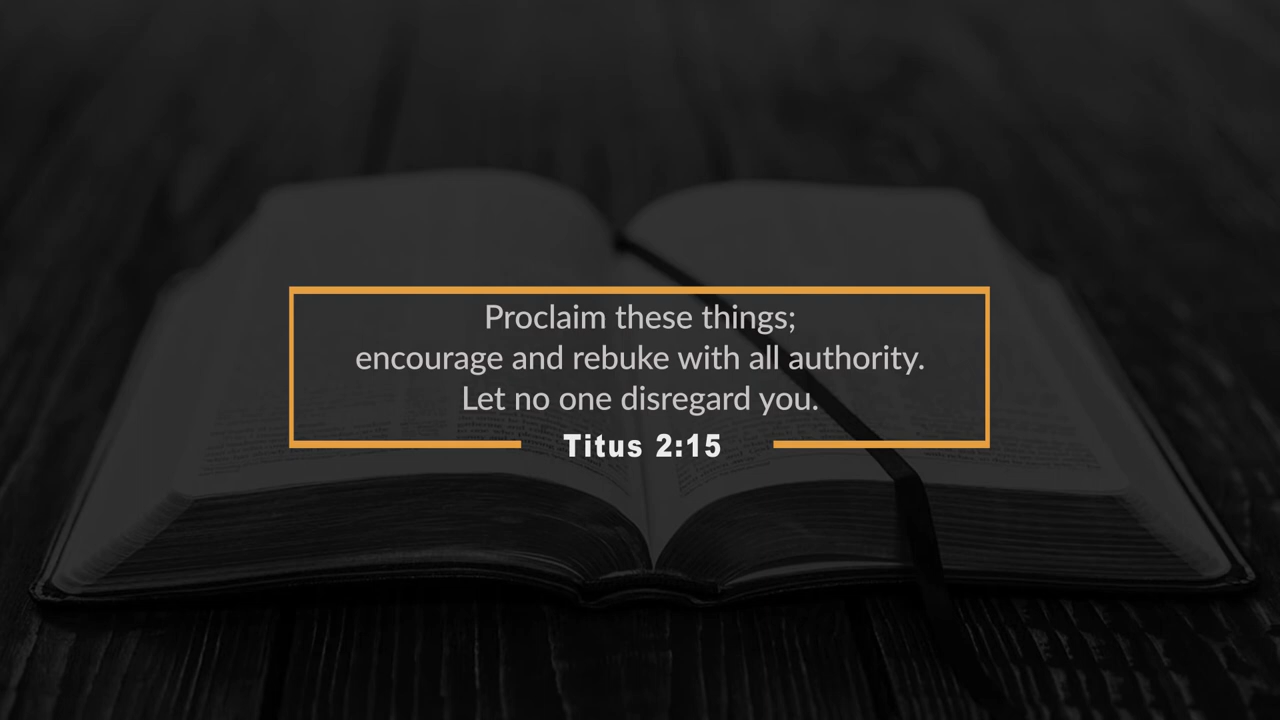 Proclaim these things;
encourage and rebuke with all authority.
Let no one disregard you.
Titus 2:15